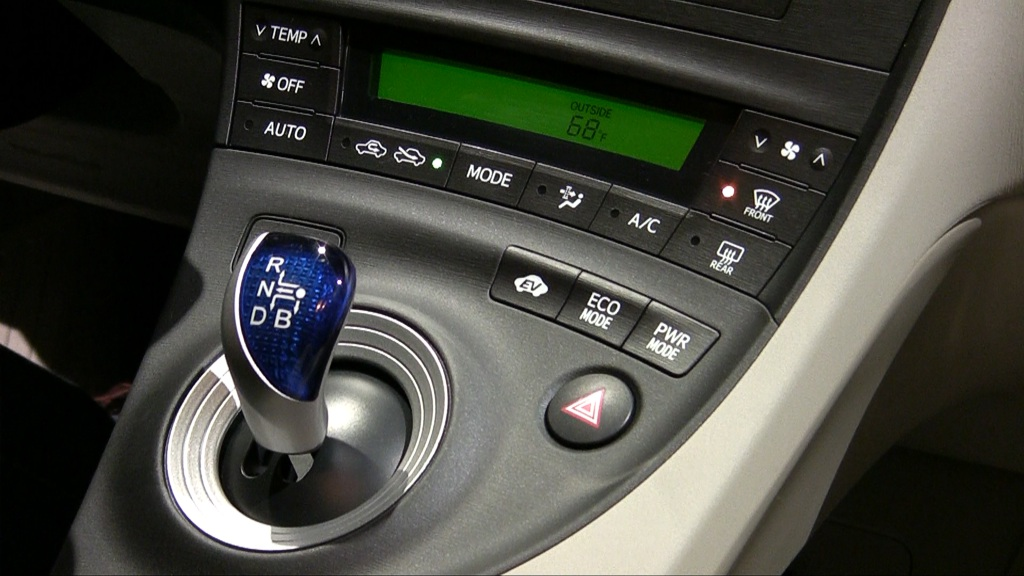 TEMP
OFF
AUTO
OUTSIDE
68°F
MODE
A/C
FRONT
REAR
EV
ECO
MODE
PWR
MODE
R
N
D B